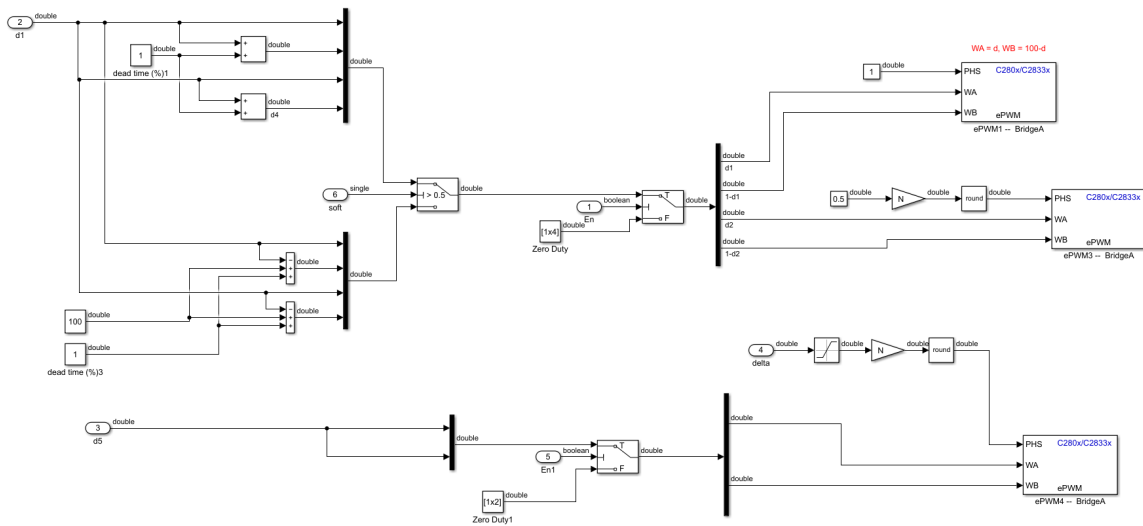 2
double
d1
double
1
dead time (%)1
+
+
double
+
+
double
d4
double
6
single
soft
> 0.5
double
1
boolean
En
[1x4]
double
Zero Duty
T
F
double
double
d1
double
1-d1
double
d2
double
1-d2
WA = d, WB = 100-d
1
double
PHS
C280x/C2833x
WA
WB
ePWM
ePWM1 -- BridgeA
0.5
double
N
double
round
double
PHS
C280x/C2833x
WA
WB
ePWM
ePWM3 -- BridgeA
−
+
+
double
−
+
+
double
double
100
double
1
double
dead time (%)3
4
double
delta
double
N
double
round
double
3
double
d5
double
5
boolean
En1
[1x2]
double
Zero Duty1
T
F
double
double
double
PHS
C280x/C2833x
WA
WB
ePWM
ePWM4 -- BridgeA